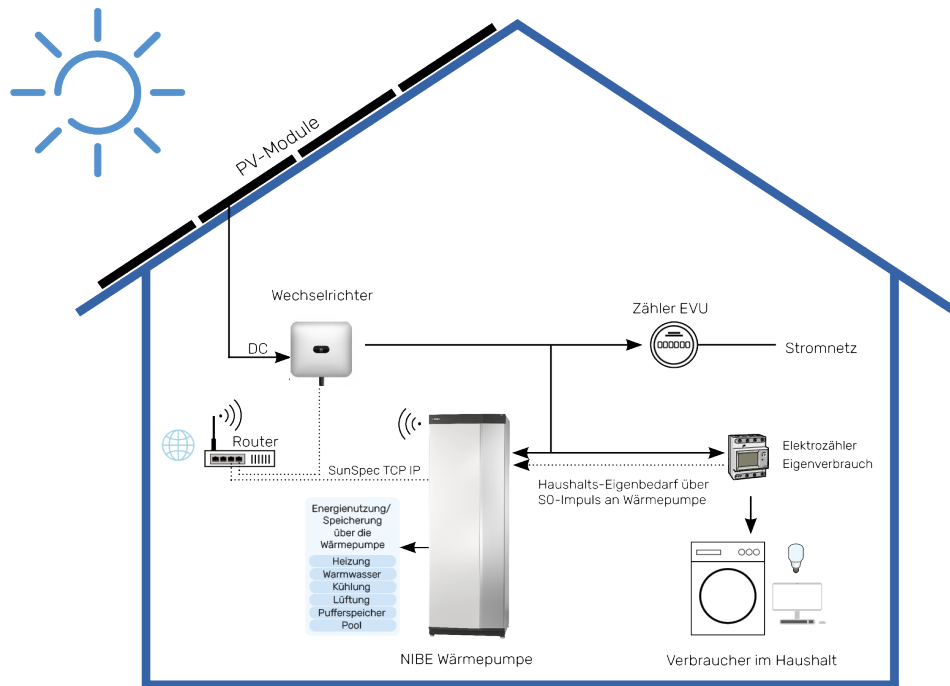 PV-Module
Wechselrichter
Zähler EVU
DC
Stromnetz
Router
SunSpec TCP IP
Elektrozähler
Eigenverbrauch
Haushalts-Eigenbedarf über
S0-Impuls an Wärmepumpe
Energienutzung/
Speicherung
über die
Wärmepumpe
Heizung
Warmwasser
Kühlung
Lüftung
Pufferspeicher
Pool
NIBE Wärmepumpe
Verbraucher im Haushalt